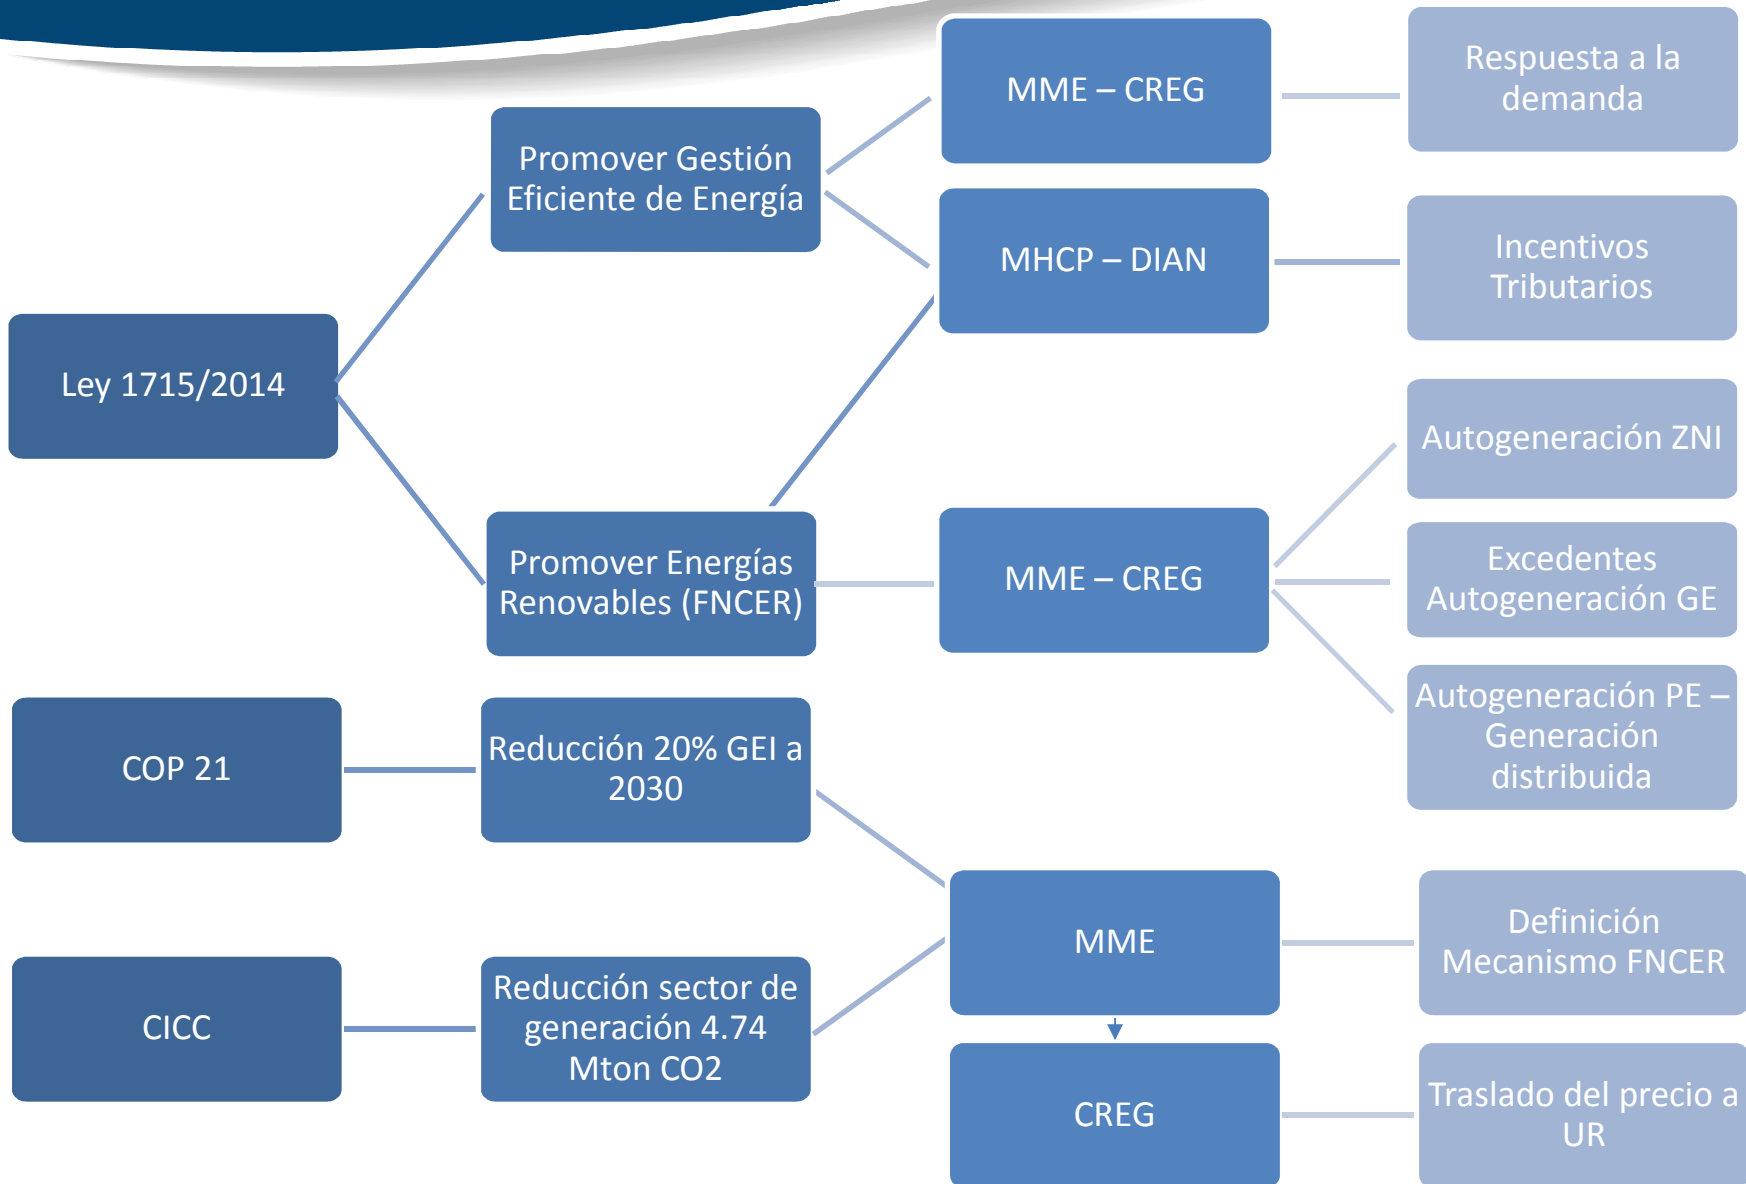 Ley 1715/2014
Promover Gestión
Eficiente de Energía
MME – CREG
Respuesta a la
demanda
MHCP – DIAN
Incentivos
Tributarios
Promover Energías
Renovables (FNCER)
MME – CREG
Autogeneración ZNI
Excedentes
Autogeneración GE
Autogeneración PE –
Generación
distribuida
COP 21
Reducción 20% GEI a
2030
CICC
Reducción sector de
generación 4.74
Mton CO2
MME
Definición
Mecanismo FNCER
CREG
Traslado del precio a
UR